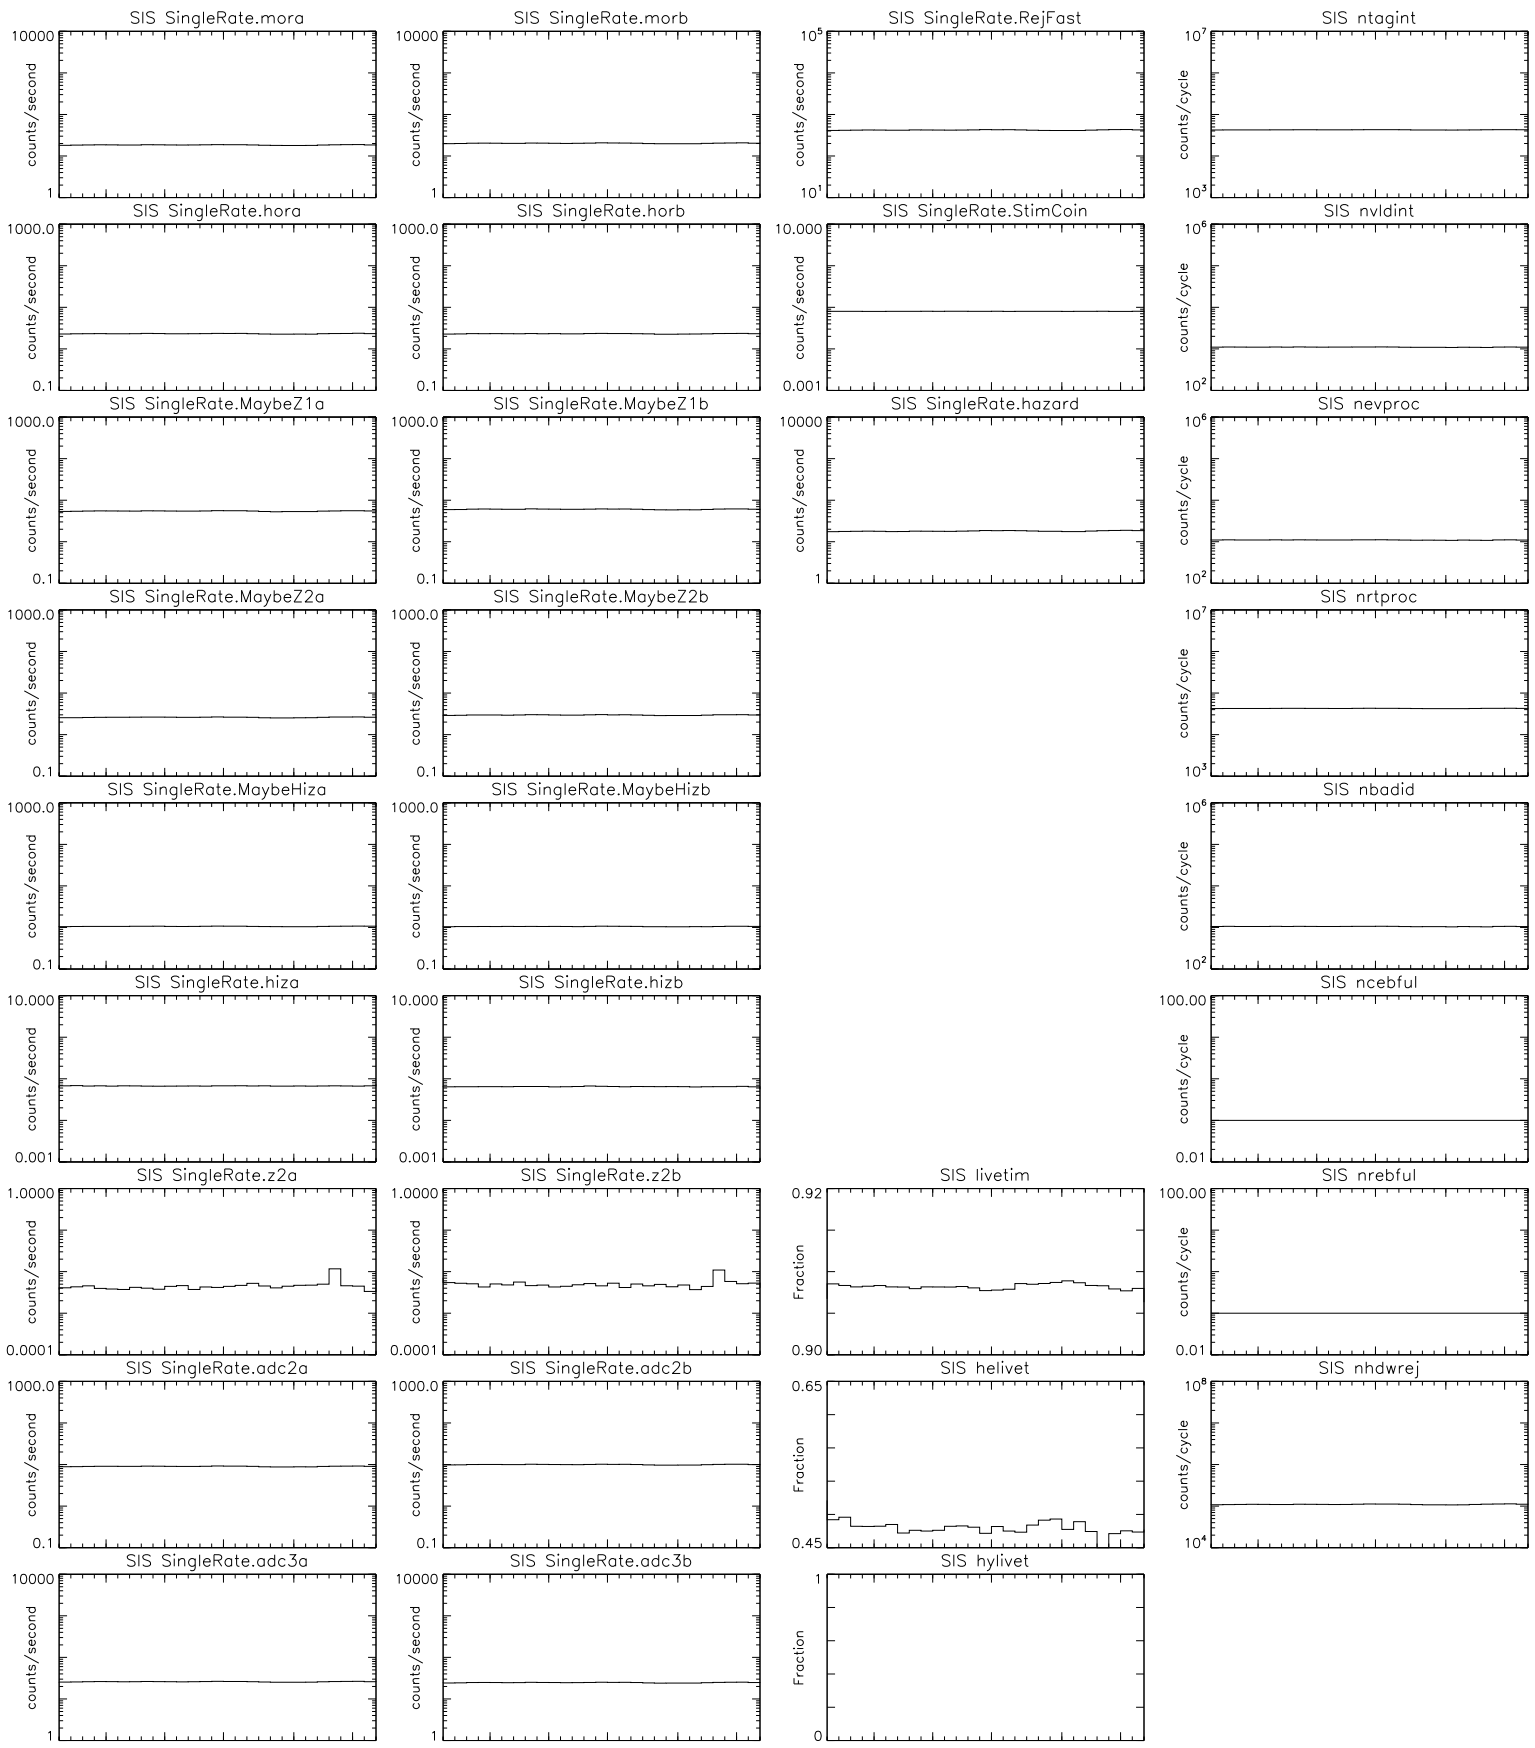 SIS SingleRate.mora
10000
counts/second
1
SIS SingleRate.morb
10000
counts/second
1
SIS SingleRate.RejFast
10^5
counts/second
10^1
SIS ntagint
10^7
counts/cycle
10^3
SIS SingleRate.hora
1000.0
counts/second
0.1
SIS SingleRate.horb
1000.0
counts/second
0.1
SIS SingleRate.StimCoin
10.000
counts/second
0.001
SIS nvldint
10^6
counts/cycle
10^2
SIS SingleRate.MaybeZ1a
1000.0
counts/second
0.1
SIS SingleRate.MaybeZ1b
1000.0
counts/second
0.1
SIS SingleRate.hazard
10000
counts/second
1
SIS nevproc
10^6
counts/cycle
10^2
SIS SingleRate.MaybeZ2a
1000.0
counts/second
0.1
SIS SingleRate.MaybeZ2b
1000.0
counts/second
0.1
SIS nrtproc
10^7
counts/cycle
10^3
SIS SingleRate.MaybeHiza
1000.0
counts/second
0.1
SIS SingleRate.MaybeHizb
1000.0
counts/second
0.1
SIS nbadid
10^6
counts/cycle
10^2
SIS SingleRate.hiza
10.000
counts/second
0.001
SIS SingleRate.hizb
10.000
counts/second
0.001
SIS ncebful
100.00
counts/cycle
0.01
SIS SingleRate.z2a
1.0000
counts/second
0.0001
SIS SingleRate.z2b
1.0000
counts/second
0.0001
SIS livetim
0.92
Fraction
0.90
SIS nrebful
100.00
counts/cycle
0.01
SIS SingleRate.adc2a
1000.0
counts/second
0.1
SIS SingleRate.adc2b
1000.0
counts/second
0.1
SIS helivet
0.65
Fraction
0.45
SIS nhdwrej
10^8
counts/cycle
10^4
SIS SingleRate.adc3a
10000
counts/second
1
SIS SingleRate.adc3b
10000
counts/second
1
SIS hylivet
1
Fraction
0